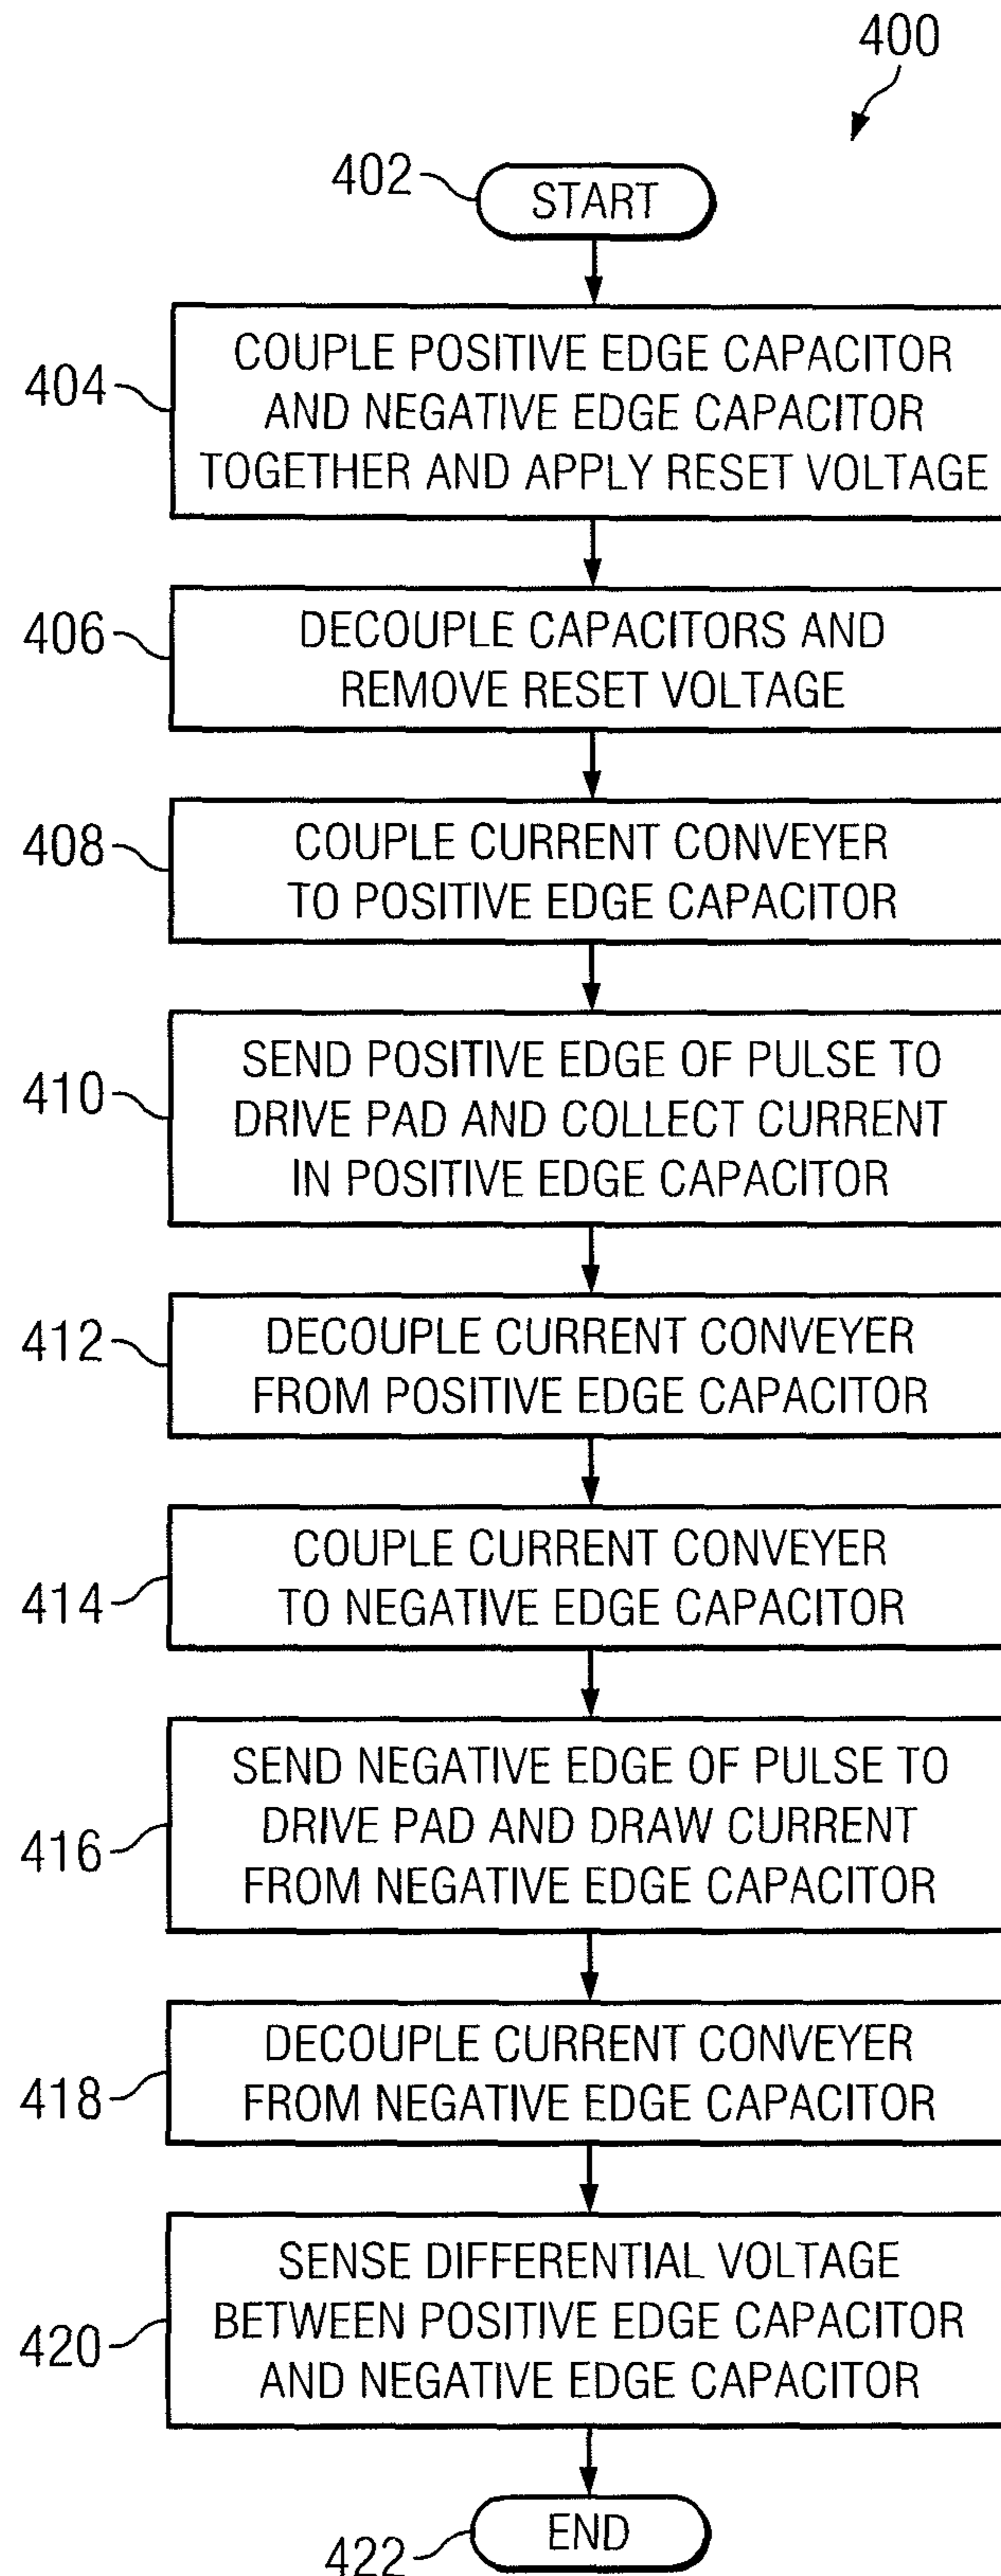 400
402
START
404
COUPLE POSITIVE EDGE CAPACITOR
AND NEGATIVE EDGE CAPACITOR
TOGETHER AND APPLY RESET VOLTAGE
406
DECOUPLE CAPACITORS AND
REMOVE RESET VOLTAGE
408
COUPLE CURRENT CONVEYER
TO POSITIVE EDGE CAPACITOR
410
SEND POSITIVE EDGE OF PULSE TO
DRIVE PAD AND COLLECT CURRENT
IN POSITIVE EDGE CAPACITOR
412
DECOUPLE CURRENT CONVEYER
FROM POSITIVE EDGE CAPACITOR
414
COUPLE CURRENT CONVEYER
TO NEGATIVE EDGE CAPACITOR
416
SEND NEGATIVE EDGE OF PULSE TO
DRIVE PAD AND DRAW CURRENT
FROM NEGATIVE EDGE CAPACITOR
418
DECOUPLE CURRENT CONVEYER
FROM NEGATIVE EDGE CAPACITOR
420
SENSE DIFFERENTIAL VOLTAGE
BETWEEN POSITIVE EDGE CAPACITOR
AND NEGATIVE EDGE CAPACITOR
422
END